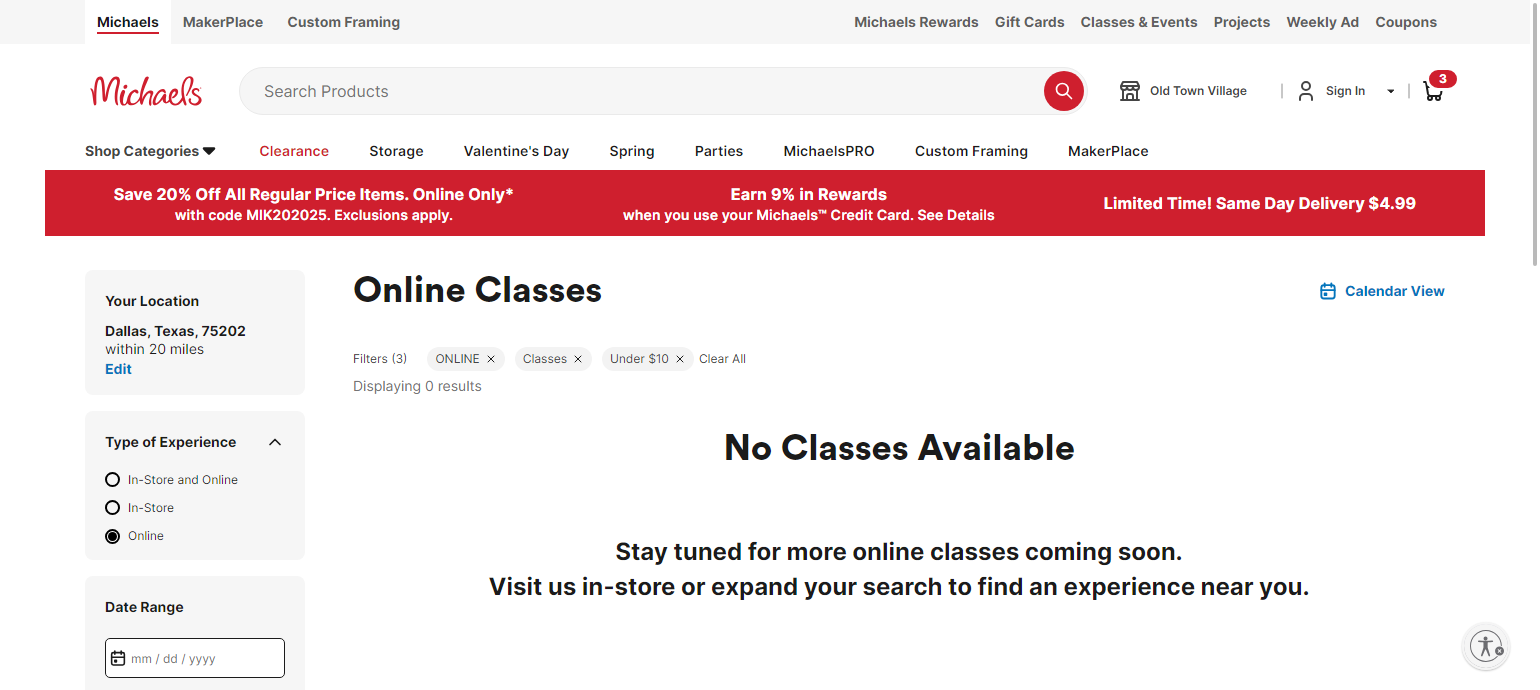 Michaels MakerPlace Custom Framing Michaels Rewards Gift Cards Classes & Events Projects Weekly Ad Coupons
Michaels Search Products Old Town Village Sign In 3
Shop Categories Clearance Storage Valentine's Day Spring Parties MichaelsPRO Custom Framing MakerPlace
Save 20% Off All Regular Price Items. Online Only*
with code MIK202025. Exclusions apply.
Earn 9% in Rewards
when you use your Michaels™ Credit Card. See Details
Limited Time! Same Day Delivery $4.99
Your Location
Dallas, Texas, 75202
within 20 miles
Edit
Type of Experience
In-Store and Online
In-Store
Online
Date Range
mm / dd / yyyy
Online Classes
Calendar View
Filters (3) ONLINE Classes Under $10 Clear All
Displaying 0 results
No Classes Available
Stay tuned for more online classes coming soon.
Visit us in-store or expand your search to find an experience near you.